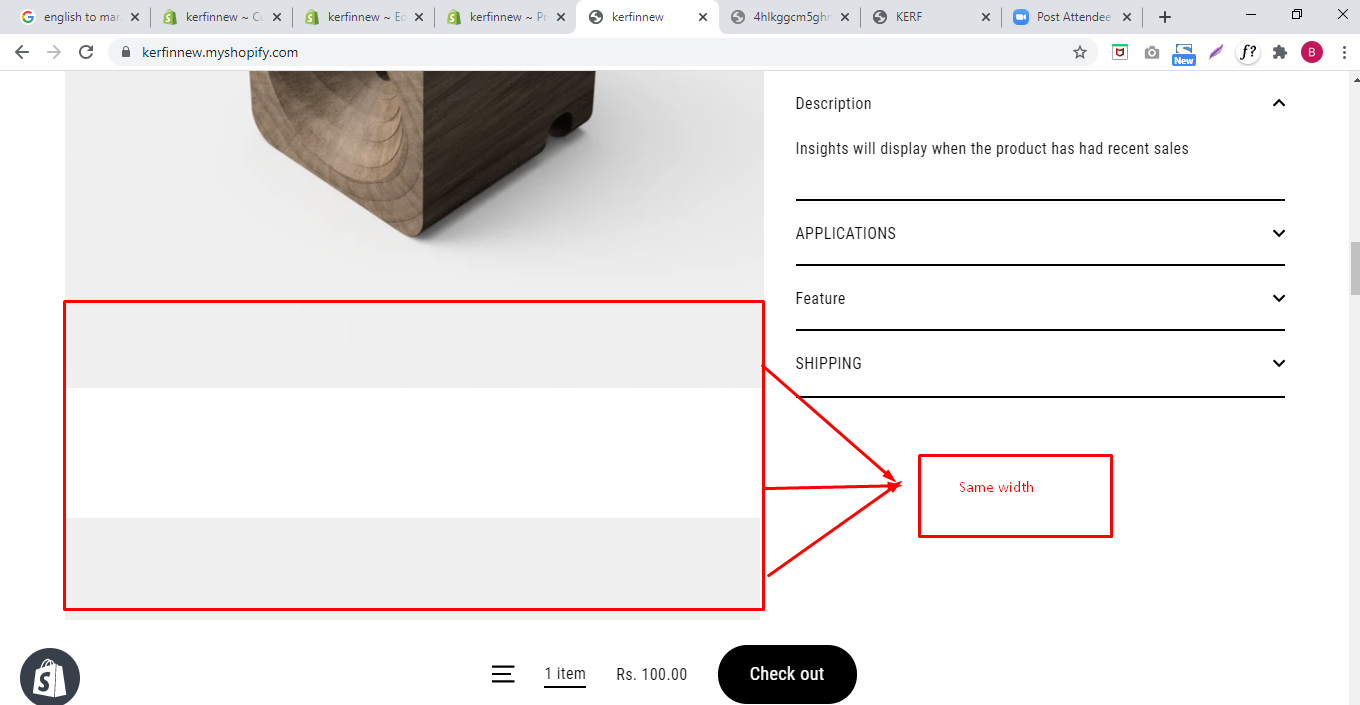 english to mar
kerfinnew ~ Cu
kerfinnew ~ Ed
kerfinnew ~ Pr
kerfinnew
4hlkggcm5ghr
KERF
Post Attendee
kerfinnew.myshopify.com
New
f?
B
Description
Insights will display when the product has had recent sales
APPLICATIONS
Feature
SHIPPING
Same width
1 item
Rs. 100.00
Check out